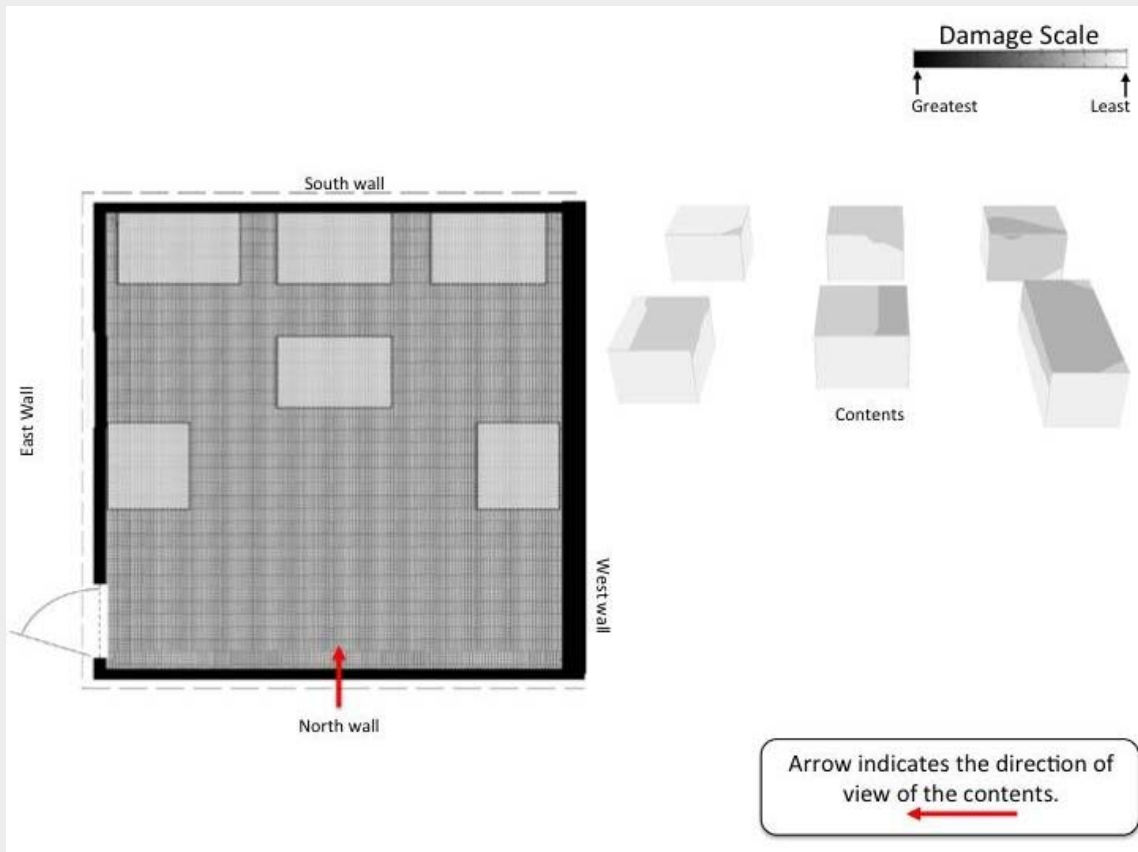 Damage Scale
Greatest
Least
South wall
East Wall
Contents
West wall
North wall
Arrow indicates the direction of
view of the contents.